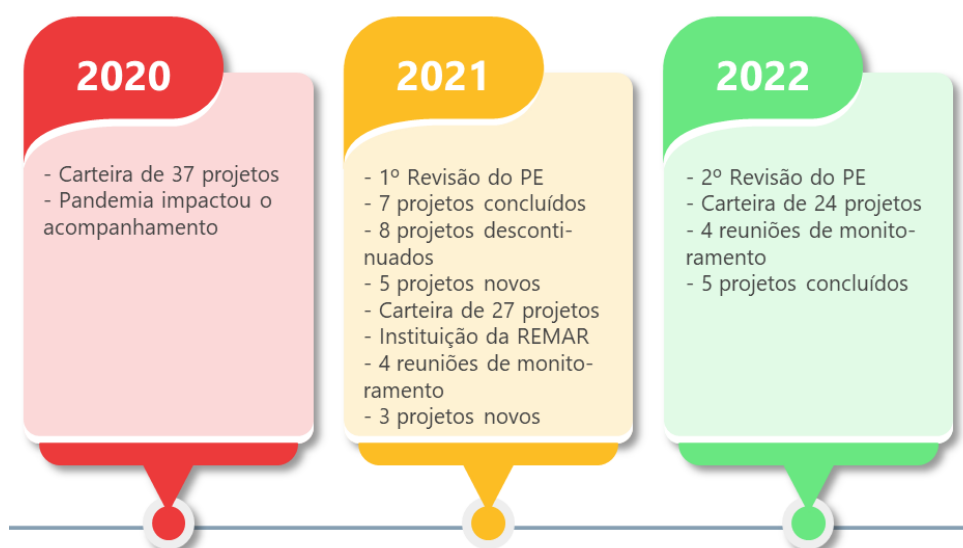 2020
- Carteira de 37 projetos
- Pandemia impactou o
acompanhamento
2021
- 1º Revisão do PE
- 7 projetos concluídos
- 8 projetos desconti-
nuados
- 5 projetos novos
- Carteira de 27 projetos
- Instituição da REMAR
- 4 reuniões de monito-
ramento
- 3 projetos novos
2022
- 2º Revisão do PE
- Carteira de 24 projetos
- 4 reuniões de monito-
ramento
- 5 projetos concluídos